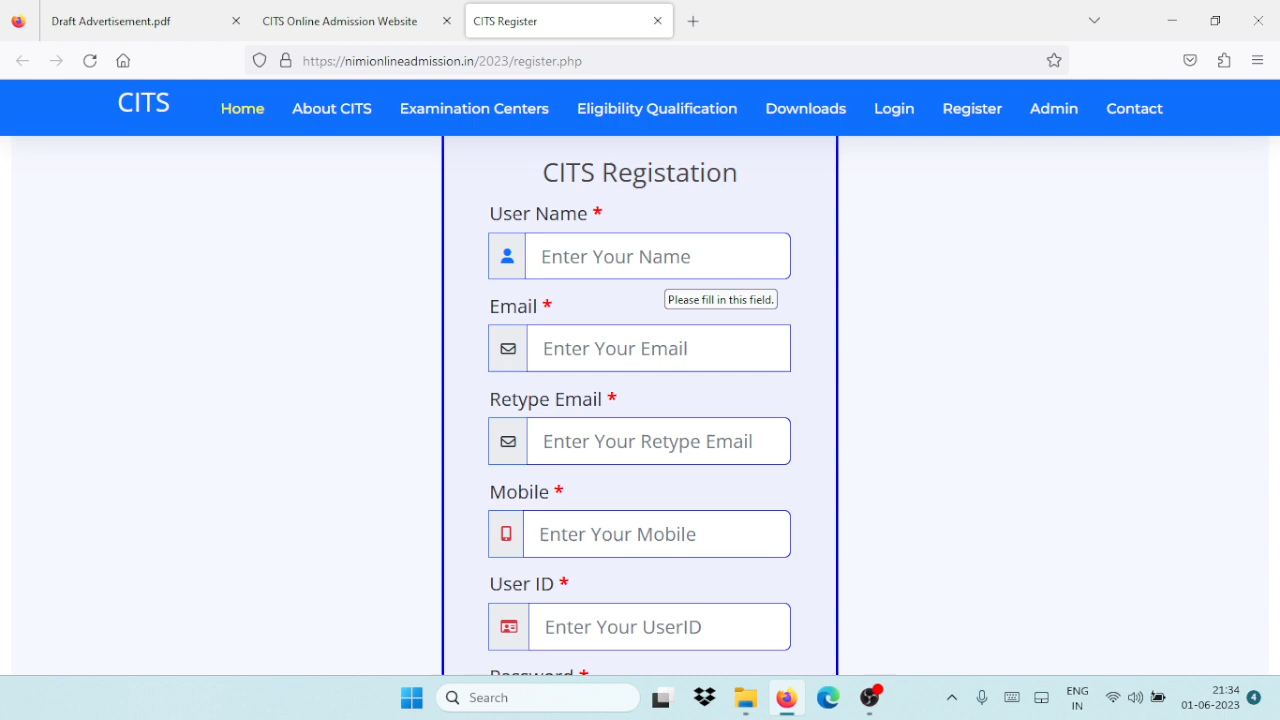 Draft Advertisement.pdf
CITS Online Admission Website
CITS Register
https://nimionlineadmission.in/2023/register.php
CITS
Home
About CITS
Examination Centers
Eligibility Qualification
Downloads
Login
Register
Admin
Contact
CITS Registation
User Name *
Enter Your Name
Please fill in this field.
Email *
Enter Your Email
Retype Email *
Enter Your Retype Email
Mobile *
Enter Your Mobile
User ID *
Enter Your UserID
Password *
Search
ENG
IN
21:34
01-06-2023
4